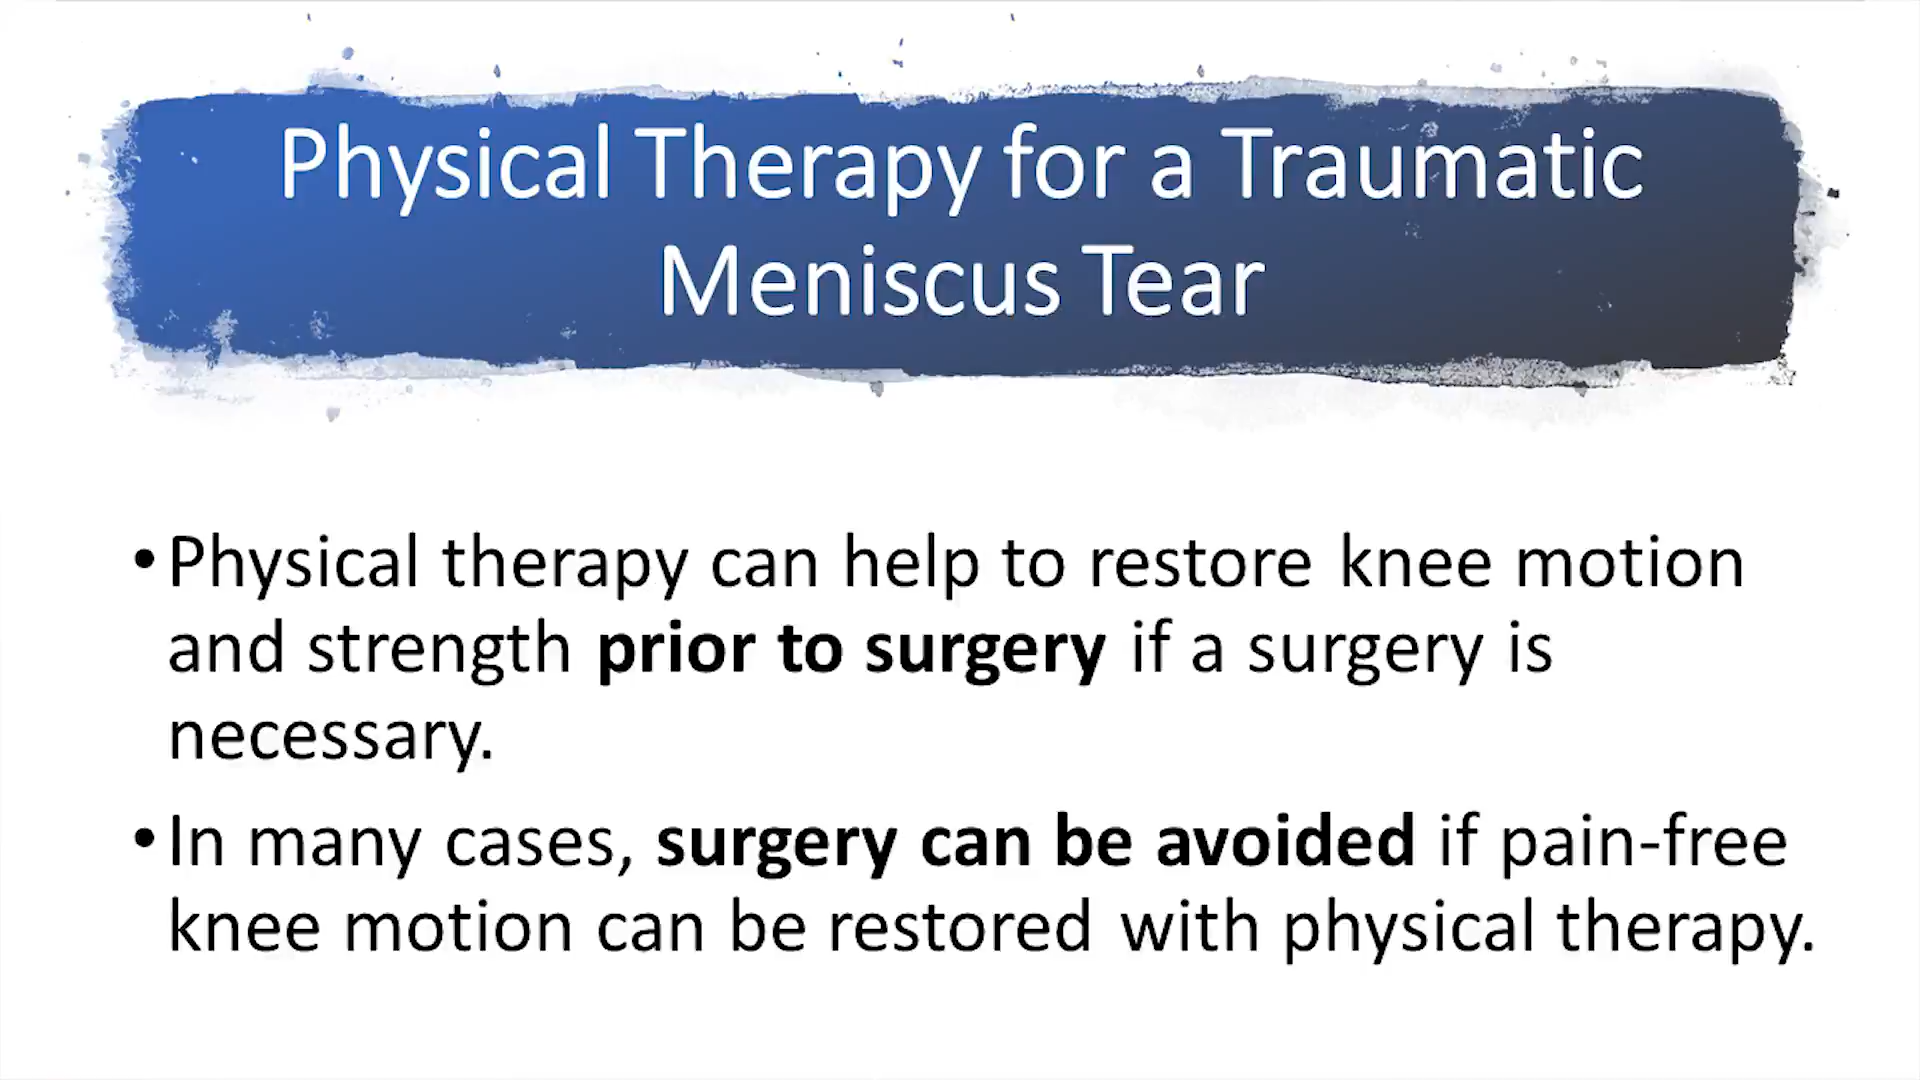 Physical Therapy for a Traumatic
Meniscus Tear
•Physical therapy can help to restore knee motion
and strength prior to surgery if a surgery is
necessary.
•In many cases, surgery can be avoided if pain-free
knee motion can be restored with physical therapy.